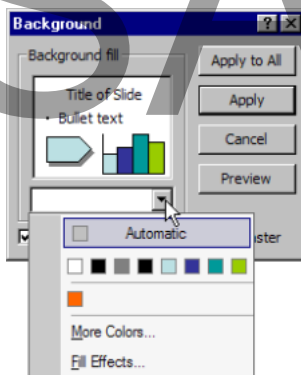 Background
Background fill
Apply to All
Title of Slide
• Bullet text
Apply
Cancel
Preview
Automatic
More Colors...
Fill Effects...